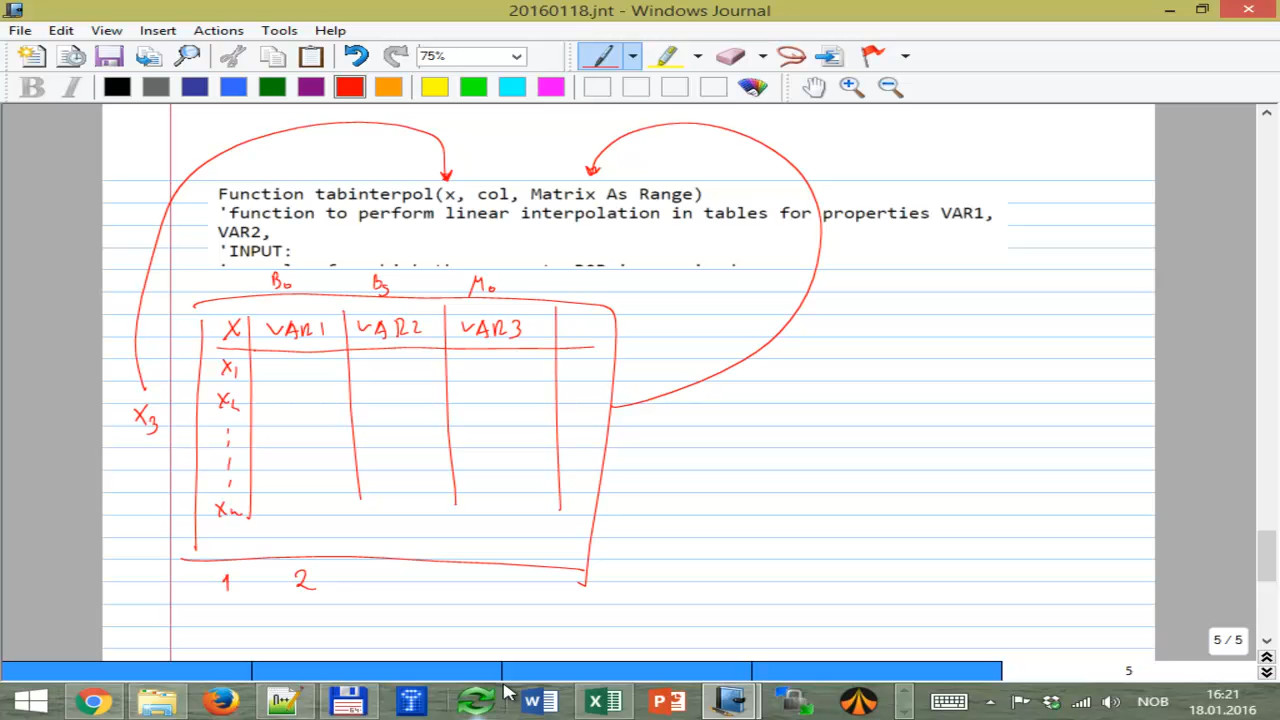 20160118.jnt - Windows Journal
File Edit View Insert Actions Tools Help
75%
B I
Function tabinterpol(x, col, Matrix As Range)
'function to perform linear interpolation in tables for properties VAR1,
VAR2,
'INPUT:
Bo Bg μo
X VAR1 VAR2 VAR3
x1
x2
x3
xn
1 2
5 / 5
5
64
T
NOB
16:21
18.01.2016